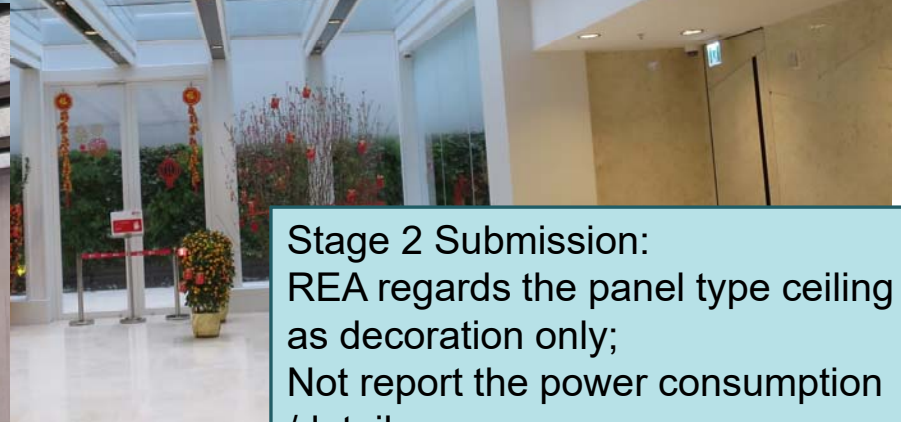 Stage 2 Submission:
REA regards the panel type ceiling
as decoration only;
Not report the power consumption